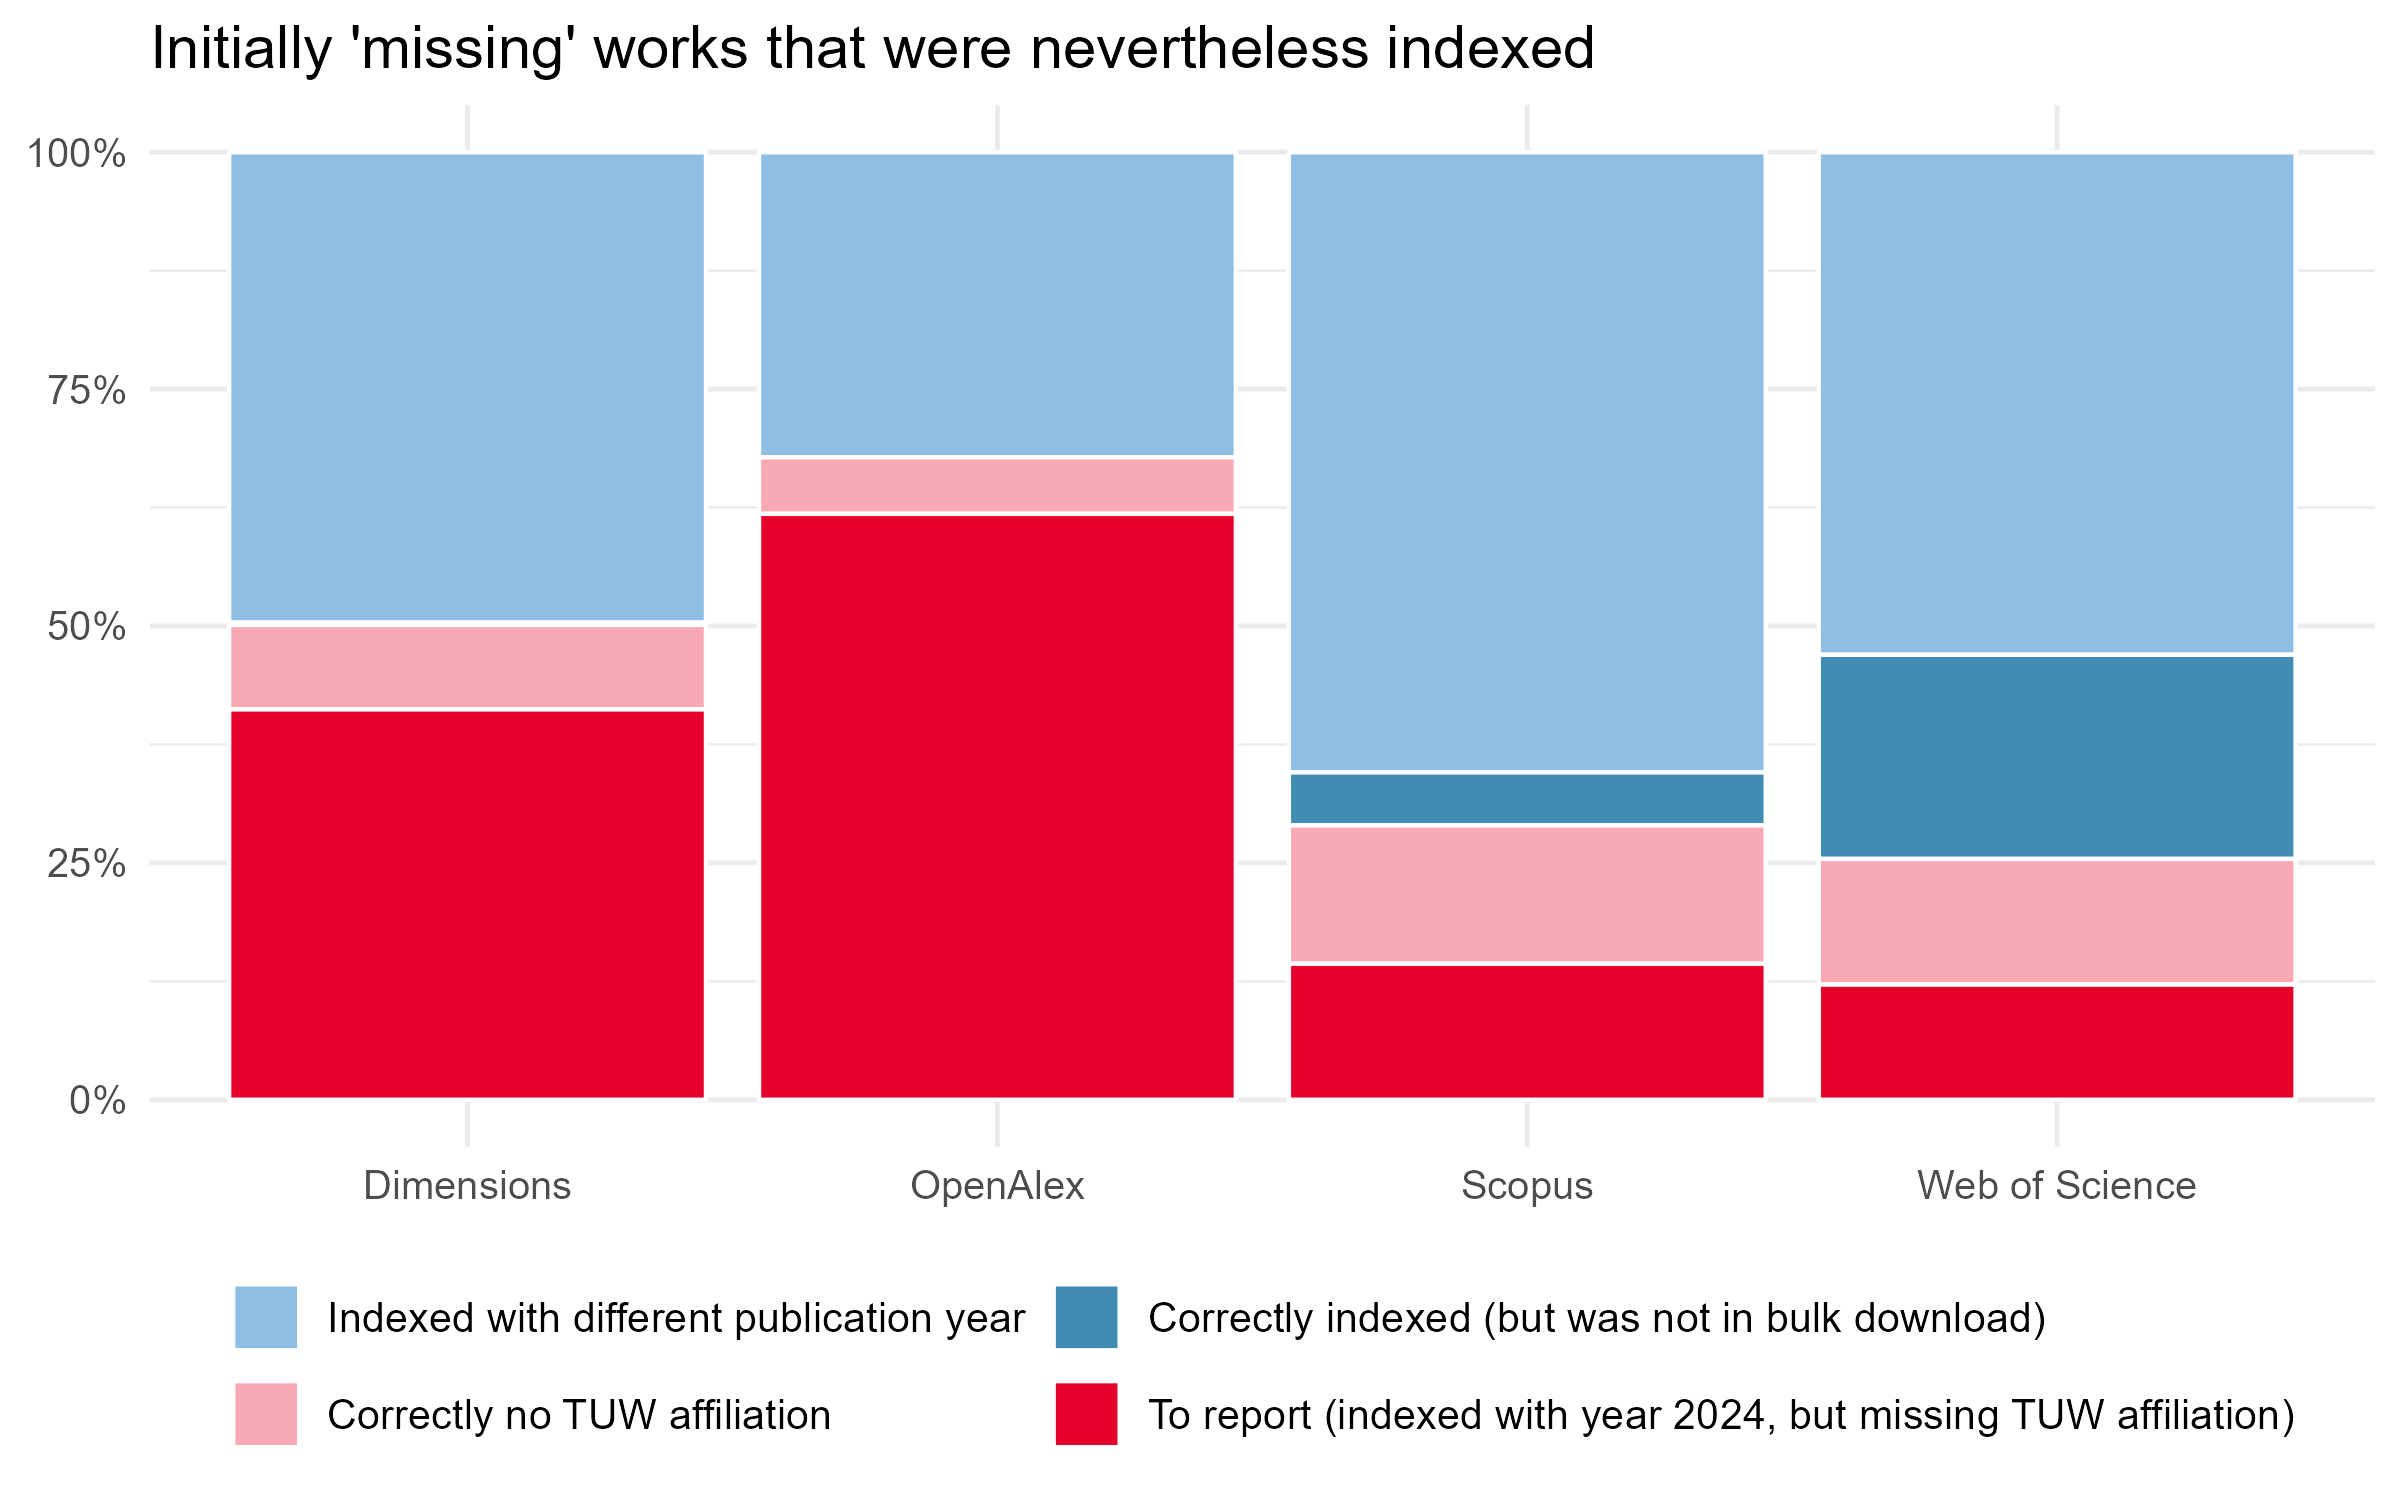 Initially 'missing' works that were nevertheless indexed
100%
75%
50%
25%
0%
Dimensions
OpenAlex
Scopus
Web of Science
Indexed with different publication year
Correctly indexed (but was not in bulk download)
Correctly no TUW affiliation
To report (indexed with year 2024, but missing TUW affiliation)